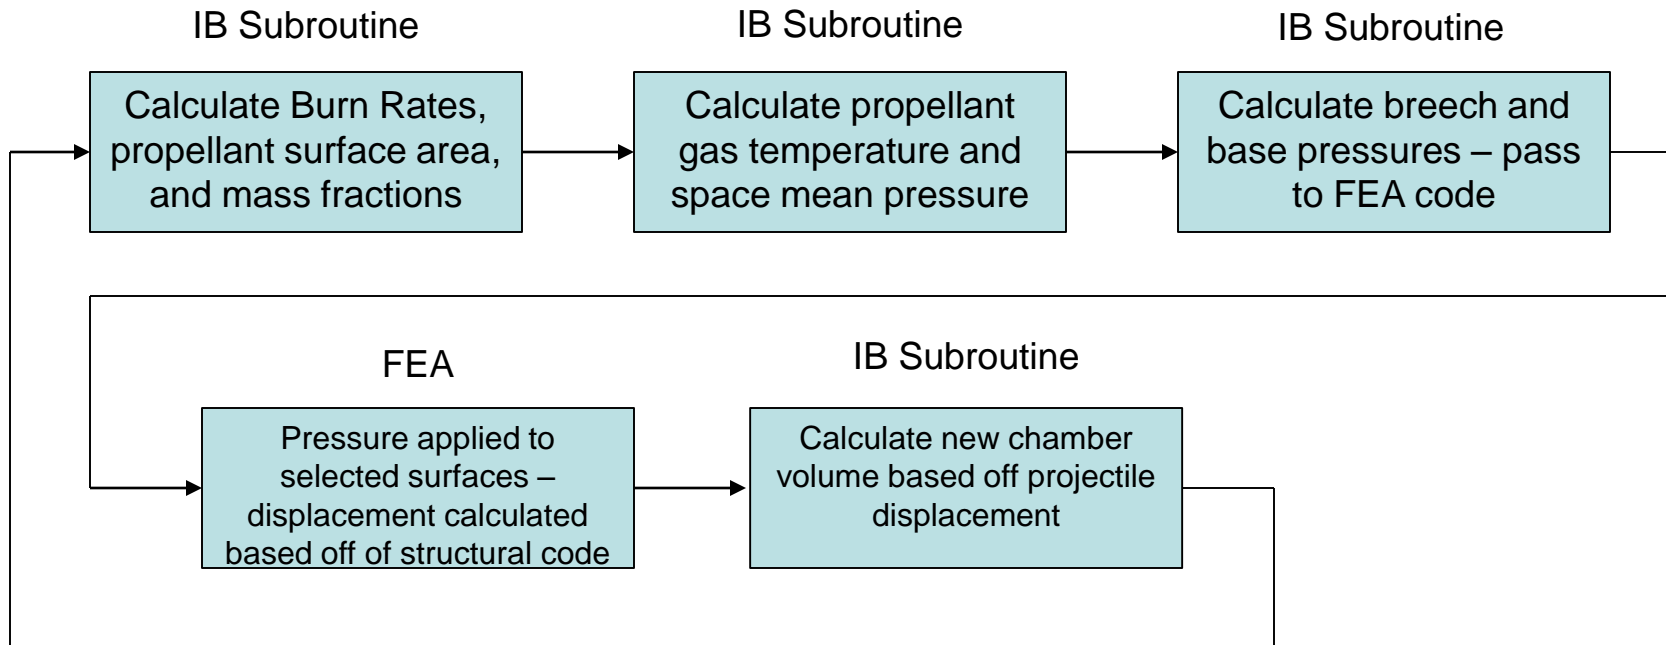 IB Subroutine
Calculate Burn Rates,
propellant surface area,
and mass fractions
IB Subroutine
Calculate propellant
gas temperature and
space mean pressure
IB Subroutine
Calculate breech and
base pressures – pass
to FEA code
FEA
Pressure applied to
selected surfaces –
displacement calculated
based off of structural code
IB Subroutine
Calculate new chamber
volume based off projectile
displacement